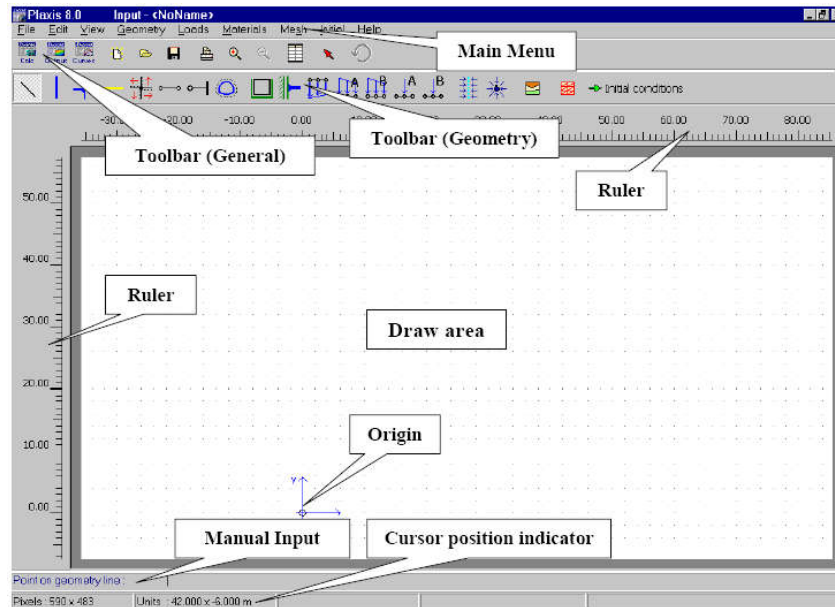 Plaxis 8.0 Input - <NoName>
File Edit View Geometry Loads Materials Mesh Initial Help
Main Menu
Calc Output Curves
A B A B Initial conditions
-30.00 -20.00 -10.00 0.00 60.00 70.00 80.00
Toolbar (General)
Toolbar (Geometry)
Ruler
50.00
40.00
Ruler
30.00
Draw area
20.00
10.00
Origin
y
0.00
Manual Input
Cursor position indicator
Point on geometry line :
Pixels : 590 x 483 Units : 42.000 x -6.000 m